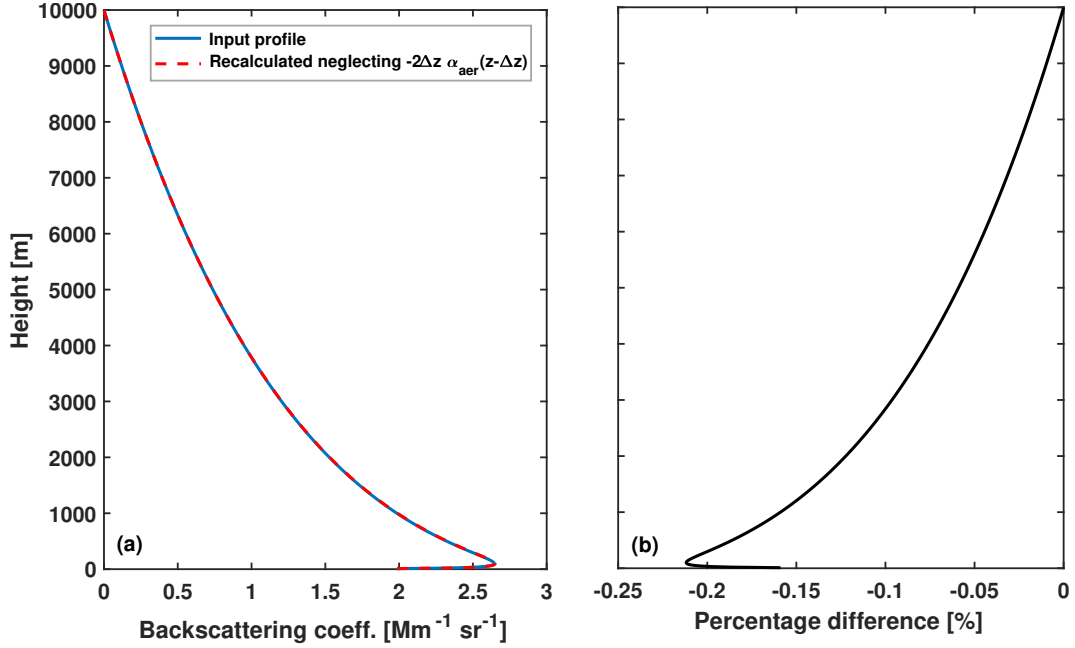 10000
9000
8000
7000
6000
5000
4000
3000
2000
1000
0
Height [m]
Input profile
Recalculated neglecting -2Δz α_aer(z-Δz)
(a)
0 0.5 1 1.5 2 2.5 3
Backscattering coeff. [Mm⁻¹ sr⁻¹]
(b)
-0.25 -0.2 -0.15 -0.1 -0.05 0
Percentage difference [%]